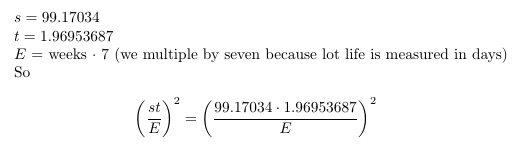 s = 99.17034
t = 1.96953687
E = weeks · 7 (we multiple by seven because lot life is measured in days)
So
(st/E)² = (99.17034 · 1.96953687/E)²